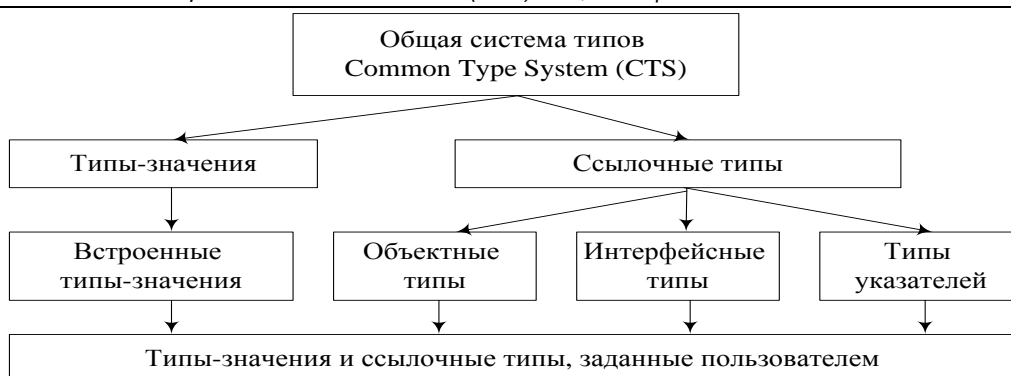 Общая система типов
Common Type System (CTS)
Типы-значения
Ссылочные типы
Встроенные
типы-значения
Объектные
типы
Интерфейсные
типы
Типы
указателей
Типы-значения и ссылочные типы, заданные пользователем